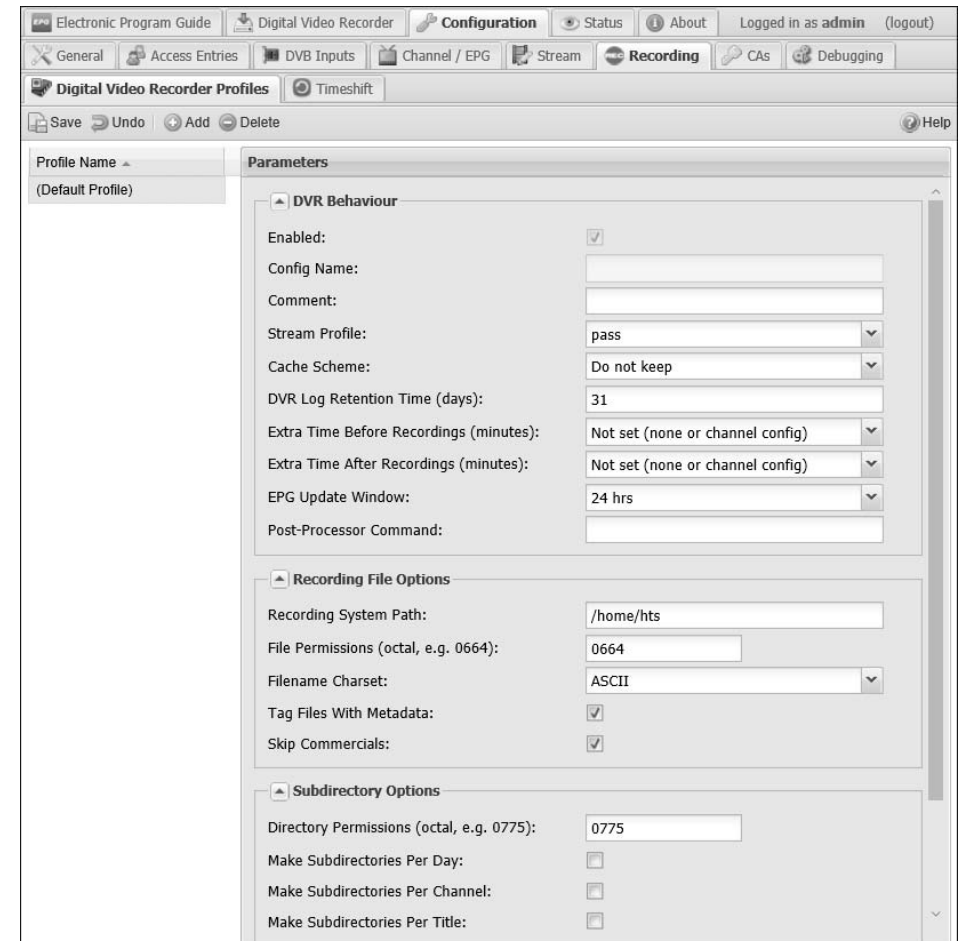 EPG Electronic Program Guide Digital Video Recorder Configuration Status About Logged in as admin (logout)
General Access Entries DVB Inputs Channel / EPG Stream Recording CAs Debugging
Digital Video Recorder Profiles Timeshift
Save Undo Add Delete Help
Profile Name Parameters
(Default Profile)
DVR Behaviour
Enabled:
Config Name:
Comment:
Stream Profile: pass
Cache Scheme: Do not keep
DVR Log Retention Time (days): 31
Extra Time Before Recordings (minutes): Not set (none or channel config)
Extra Time After Recordings (minutes): Not set (none or channel config)
EPG Update Window: 24 hrs
Post-Processor Command:
Recording File Options
Recording System Path: /home/hts
File Permissions (octal, e.g. 0664): 0664
Filename Charset: ASCII
Tag Files With Metadata:
Skip Commercials:
Subdirectory Options
Directory Permissions (octal, e.g. 0775): 0775
Make Subdirectories Per Day:
Make Subdirectories Per Channel:
Make Subdirectories Per Title: